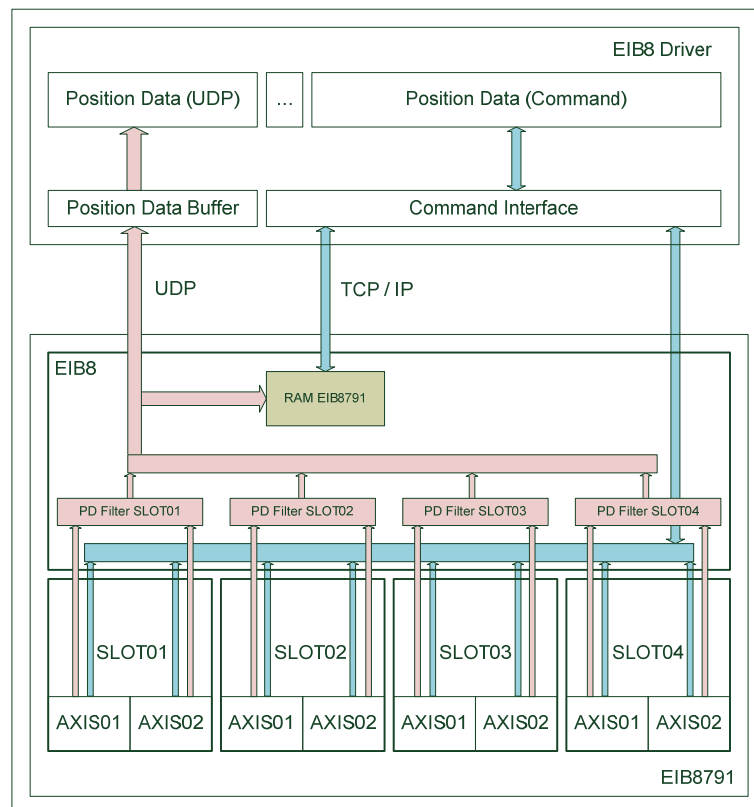 EIB8 Driver
Position Data (UDP)
...
Position Data (Command)
Position Data Buffer
Command Interface
UDP
TCP / IP
EIB8
RAM EIB8791
PD Filter SLOT01
PD Filter SLOT02
PD Filter SLOT03
PD Filter SLOT04
SLOT01
SLOT02
SLOT03
SLOT04
AXIS01
AXIS02
AXIS01
AXIS02
AXIS01
AXIS02
AXIS01
AXIS02
EIB8791